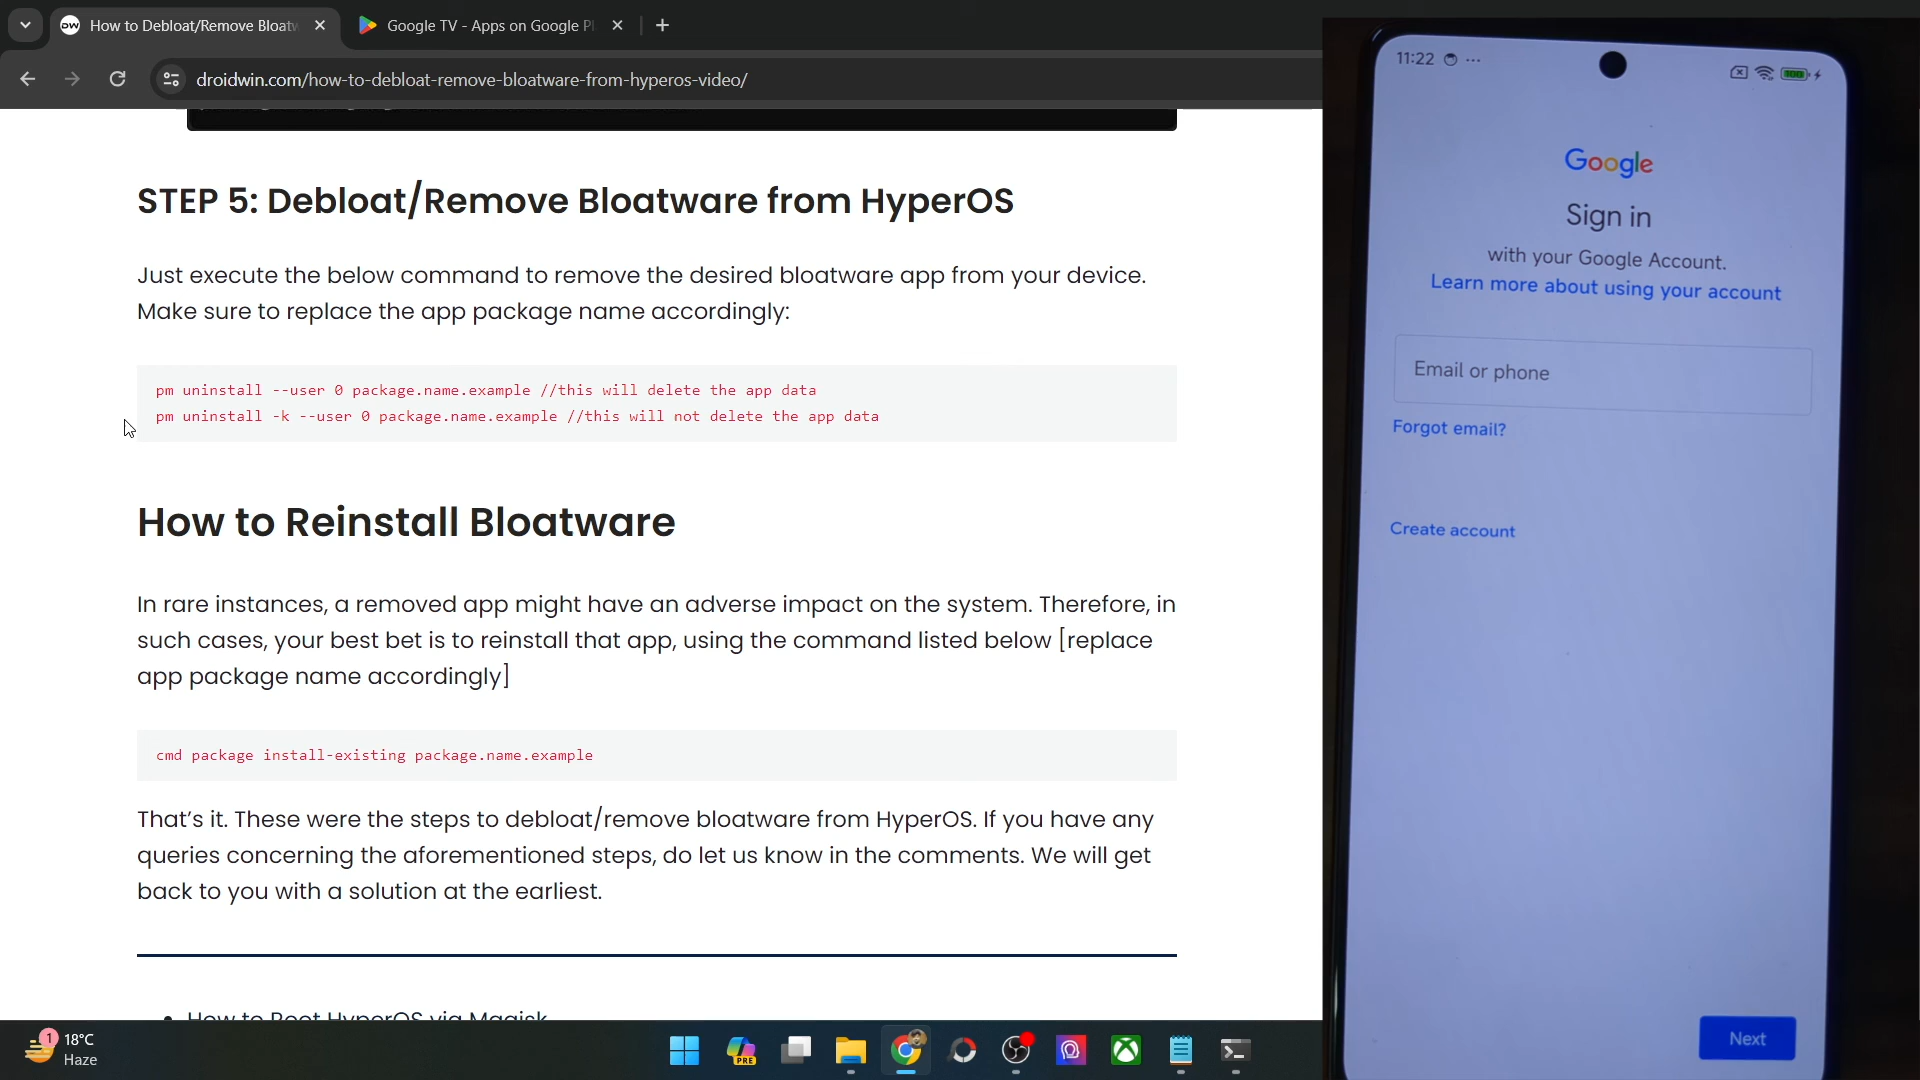 How to Debloat/Remove Bloatw
Google TV - Apps on Google Pl
droidwin.com/how-to-debloat-remove-bloatware-from-hyperos-video/
STEP 5: Debloat/Remove Bloatware from HyperOS
Just execute the below command to remove the desired bloatware app from your device.
Make sure to replace the app package name accordingly:
pm uninstall --user 0 package.name.example //this will delete the app data
pm uninstall -k --user 0 package.name.example //this will not delete the app data
How to Reinstall Bloatware
In rare instances, a removed app might have an adverse impact on the system. Therefore, in
such cases, your best bet is to reinstall that app, using the command listed below [replace
app package name accordingly]
cmd package install-existing package.name.example
That’s it. These were the steps to debloat/remove bloatware from HyperOS. If you have any
queries concerning the aforementioned steps, do let us know in the comments. We will get
back to you with a solution at the earliest.
How to Root HyperOS via Magisk
1
18°C
Haze
PRE
11:22
100
Google
Sign in
with your Google Account.
Learn more about using your account
Email or phone
Forgot email?
Create account
Next